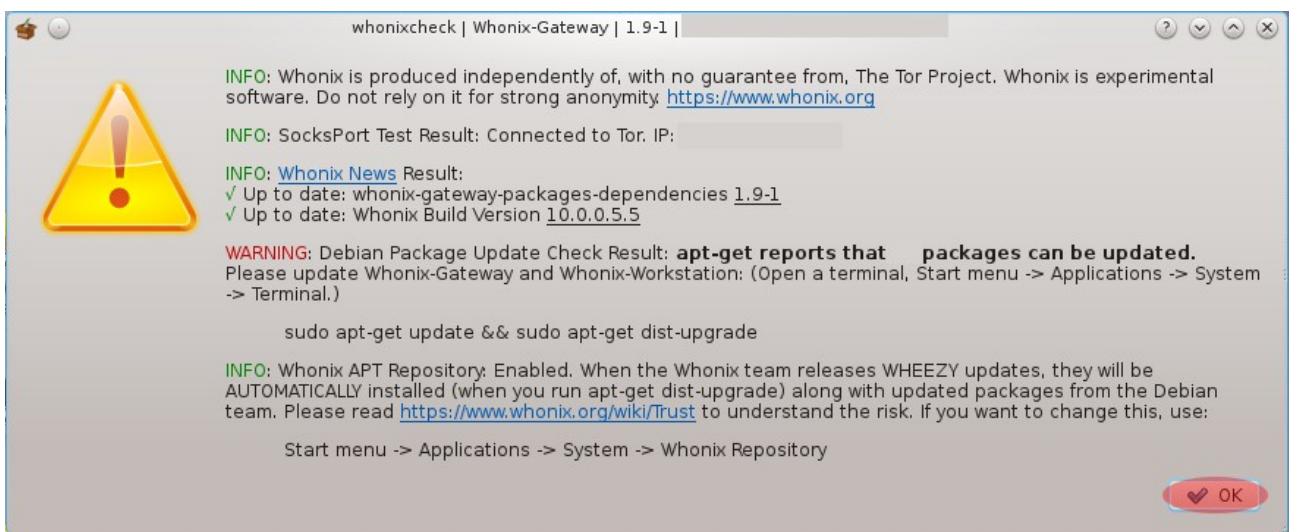 whonixcheck | Whonix-Gateway | 1.9-1 |
INFO: Whonix is produced independently of, with no guarantee from, The Tor Project. Whonix is experimental
software. Do not rely on it for strong anonymity. https://www.whonix.org
INFO: SocksPort Test Result: Connected to Tor. IP:
INFO: Whonix News Result:
√ Up to date: whonix-gateway-packages-dependencies 1.9-1
√ Up to date: Whonix Build Version 10.0.0.5.5
WARNING: Debian Package Update Check Result: apt-get reports that packages can be updated.
Please update Whonix-Gateway and Whonix-Workstation: (Open a terminal, Start menu -> Applications -> System
-> Terminal.)
sudo apt-get update && sudo apt-get dist-upgrade
INFO: Whonix APT Repository: Enabled. When the Whonix team releases WHEEZY updates, they will be
AUTOMATICALLY installed (when you run apt-get dist-upgrade) along with updated packages from the Debian
team. Please read https://www.whonix.org/wiki/Trust to understand the risk. If you want to change this, use:
Start menu -> Applications -> System -> Whonix Repository
OK